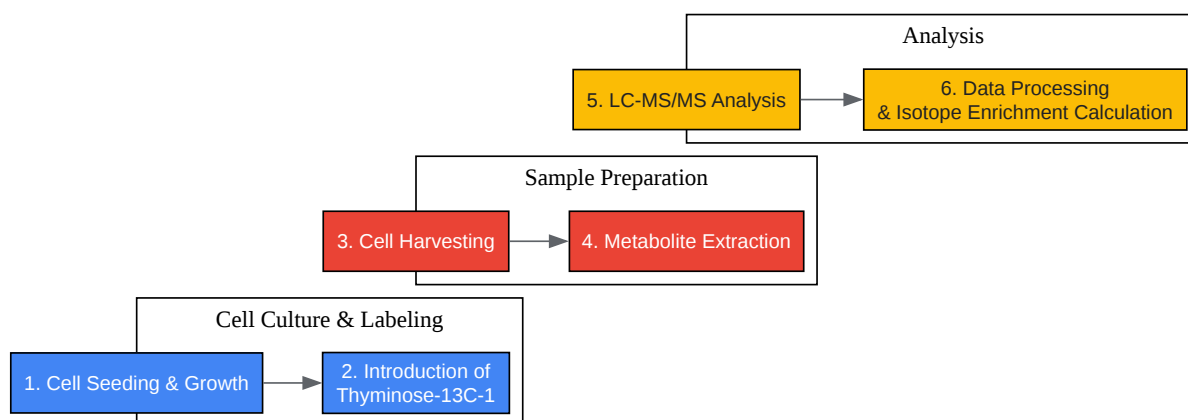 Analysis
5. LC-MS/MS Analysis
6. Data Processing
& Isotope Enrichment Calculation
Sample Preparation
3. Cell Harvesting
4. Metabolite Extraction
Cell Culture & Labeling
1. Cell Seeding & Growth
2. Introduction of
Thyminose-13C-1